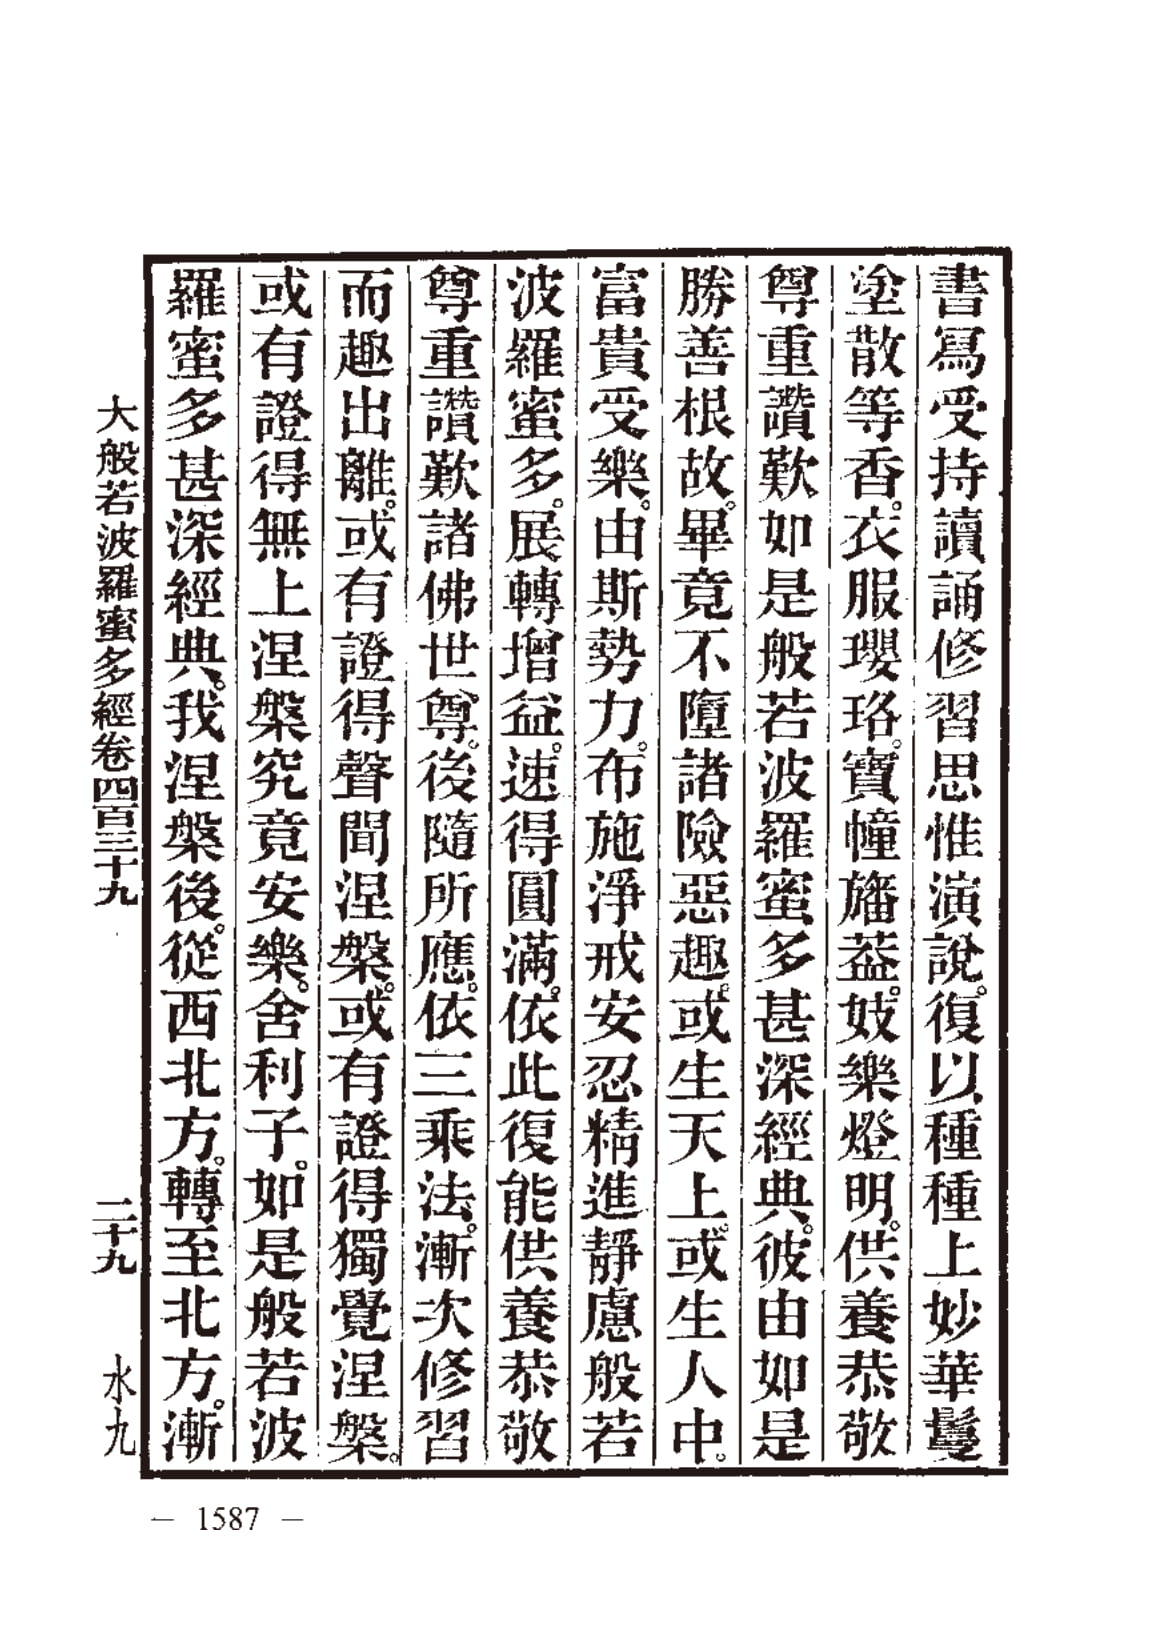 書寫受持讀誦修習思惟演說。復以種種上妙華鬘
塗散等香。衣服瓔珞。寶幢旛葢。妓樂燈明。供養恭敬
尊重讚歎如是般若波羅蜜多甚深經典。彼由如是
勝善根故。畢竟不墮諸險惡趣。或生天上。或生人中。
富貴受樂。由斯勢力。布施淨戒安忍精進靜慮般若
波羅蜜多。展轉增益。速得圓滿。依此復能供養恭敬
尊重讚歎諸佛世尊。後隨所應。依三乘法。漸次修習
而趣出離。或有證得聲聞涅槃。或有證得獨覺涅槃。
或有證得無上涅槃究竟安樂。舍利子。如是般若波
羅蜜多甚深經典。我涅槃後。從西北方。轉至北方。漸
大般若波羅蜜多經卷四百三十九
二十九
水九
— 1587 —